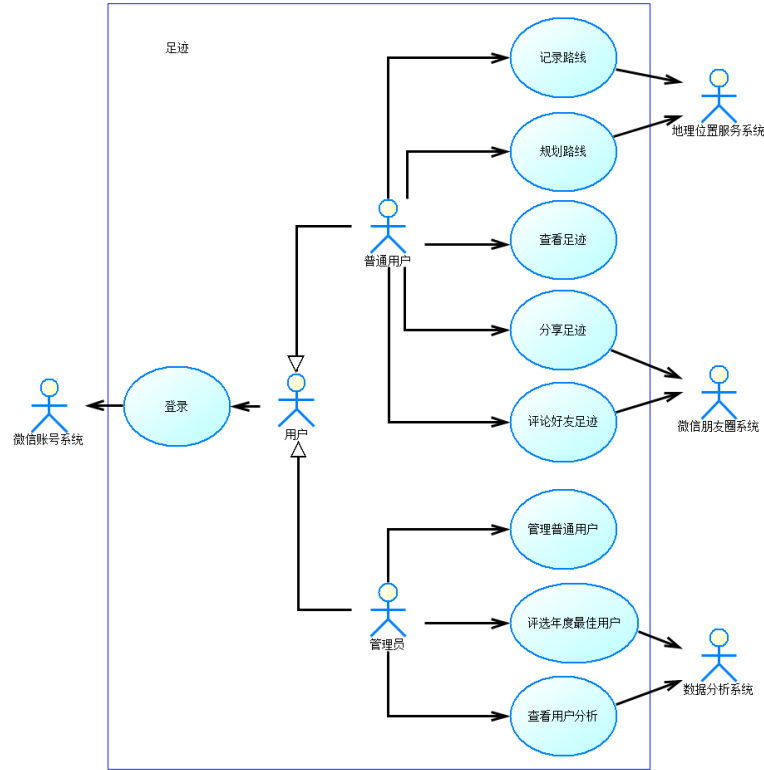 足迹
记录路线
地理位置服务系统
规划路线
查看足迹
普通用户
分享足迹
微信朋友圈系统
评论好友足迹
登录
用户
微信账号系统
管理普通用户
评选年度最佳用户
管理员
数据分析系统
查看用户分析